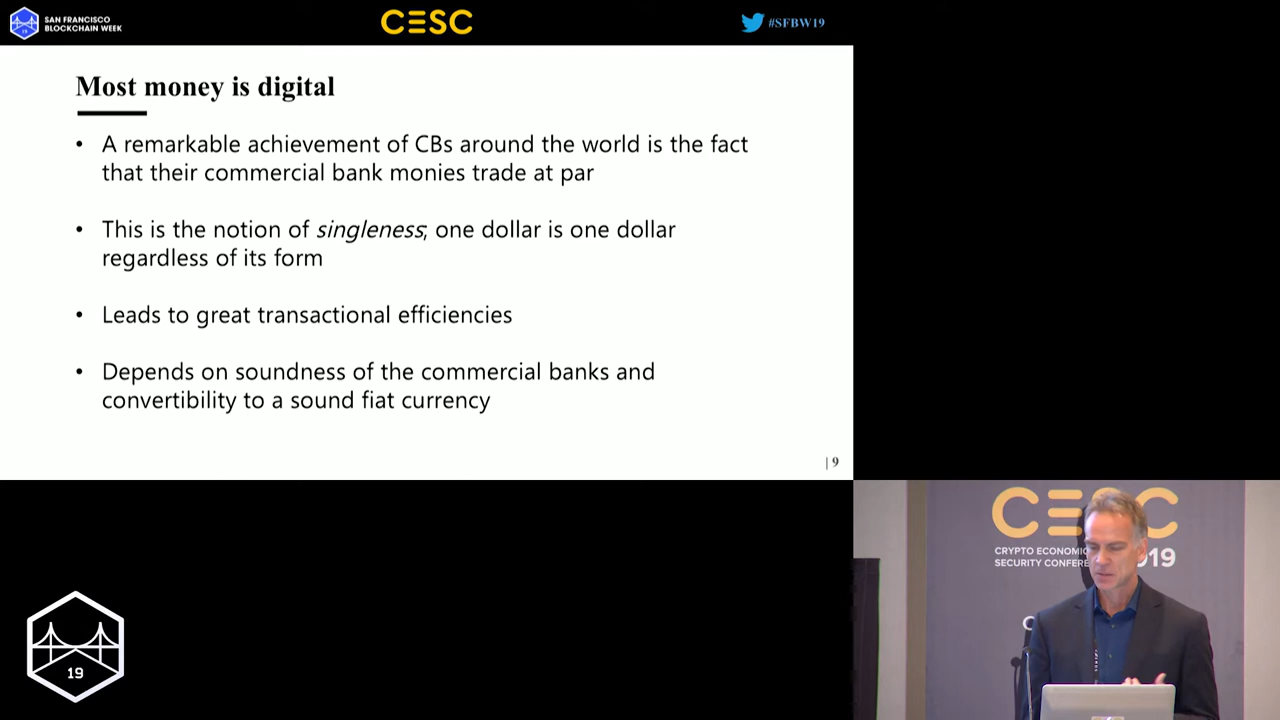 SAN FRANCISCO
BLOCKCHAIN WEEK
19
CESC
#SFBW19
Most money is digital
• A remarkable achievement of CBs around the world is the fact
that their commercial bank monies trade at par
• This is the notion of singleness; one dollar is one dollar
regardless of its form
• Leads to great transactional efficiencies
• Depends on soundness of the commercial banks and
convertibility to a sound fiat currency
| 9
19
CESC
CRYPTO ECONOMIC
SECURITY CONFERE
19